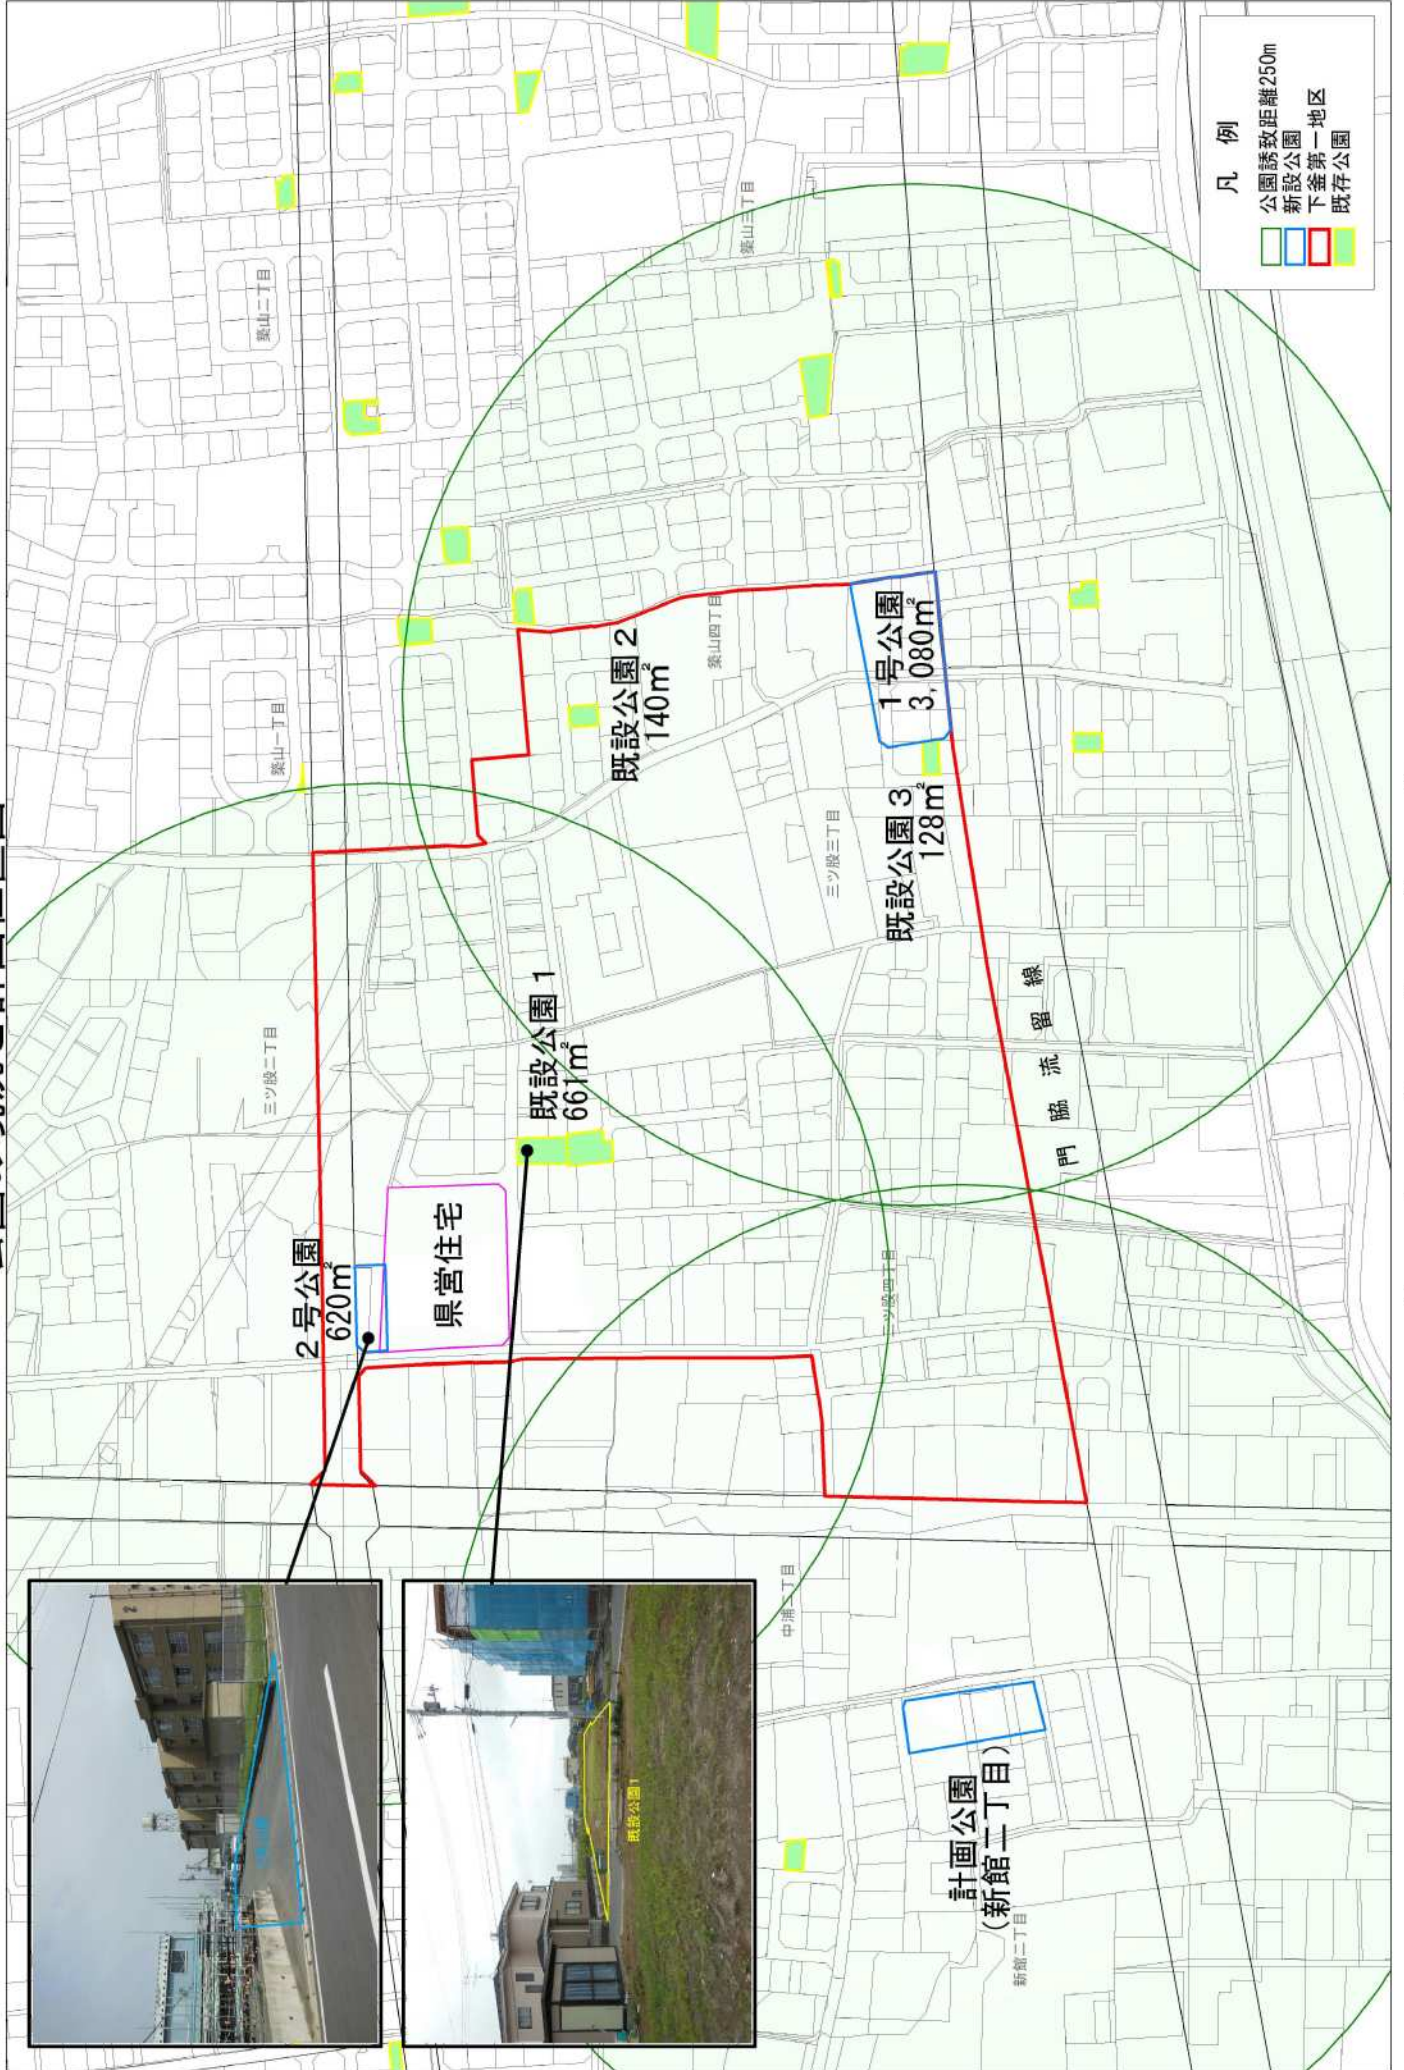 凡 例
公園誘致距離250m
新設公園
下釜第一地区
既存公園
築山二丁目
築山三丁目
築山一丁目
築山四丁目
既設公園2
140㎡
1号公園
3,080㎡
既設公園3
128㎡
三ツ股三丁目
三ツ股二丁目
既設公園1
661㎡
2号公園
620㎡
県営住宅
三ツ股四丁目
門脇流留線
中浦一丁目
計画公園
(新館二丁目)
新館二丁目
既設公園1